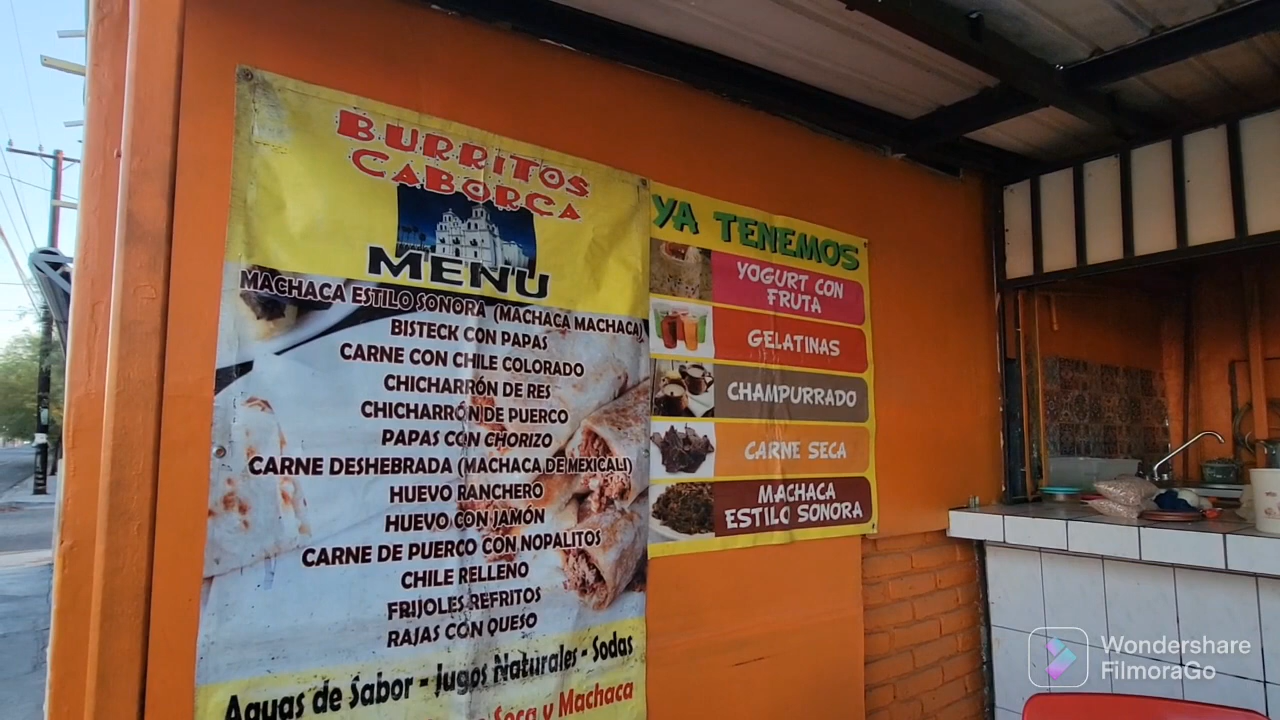 BURRITOS
CABORCA
MENU
MACHACA ESTILO SONORA (MACHACA MACHACA)
BISTECK CON PAPAS
CARNE CON CHILE COLORADO
CHICHARRÓN DE RES
CHICHARRÓN DE PUERCO
PAPAS CON CHORIZO
CARNE DESHEBRADA (MACHACA DE MEXICALI)
HUEVO RANCHERO
HUEVO CON JAMÓN
CARNE DE PUERCO CON NOPALITOS
CHILE RELLENO
FRIJOLES REFRITOS
RAJAS CON QUESO
Aguas de Sabor - Jugos Naturales - Sodas
Seca y Machaca
YA TENEMOS
YOGURT CON
FRUTA
GELATINAS
CHAMPURRADO
CARNE SECA
MACHACA
ESTILO SONORA
Wondershare
FilmoraGo